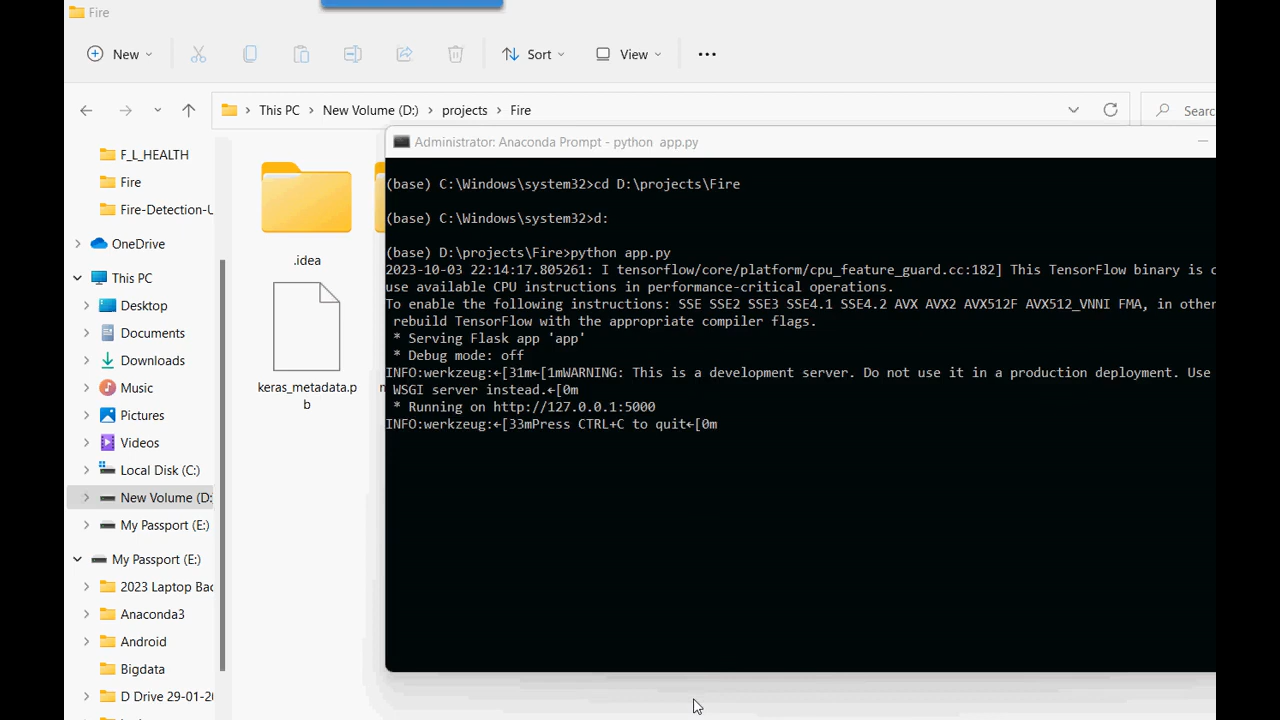 Fire
New
Sort
View
This PC
New Volume (D:)
projects
Fire
Searc
F_L_HEALTH
Fire
Fire-Detection-U
OneDrive
This PC
Desktop
Documents
Downloads
Music
Pictures
Videos
Local Disk (C:)
New Volume (D:
My Passport (E:)
My Passport (E:)
2023 Laptop Bac
Anaconda3
Android
Bigdata
D Drive 29-01-20
.idea
keras_metadata.p
b
Administrator: Anaconda Prompt - python  app.py
(base) C:\Windows\system32>cd D:\projects\Fire
(base) C:\Windows\system32>d:
(base) D:\projects\Fire>python app.py
2023-10-03 22:14:17.805261: I tensorflow/core/platform/cpu_feature_guard.cc:182] This TensorFlow binary is o
use available CPU instructions in performance-critical operations.
To enable the following instructions: SSE SSE2 SSE3 SSE4.1 SSE4.2 AVX AVX2 AVX512F AVX512_VNNI FMA, in other
rebuild TensorFlow with the appropriate compiler flags.
* Serving Flask app 'app'
* Debug mode: off
INFO:werkzeug:←[31m←[1mWARNING: This is a development server. Do not use it in a production deployment. Use
WSGI server instead.←[0m
* Running on http://127.0.0.1:5000
INFO:werkzeug:←[33mPress CTRL+C to quit←[0m